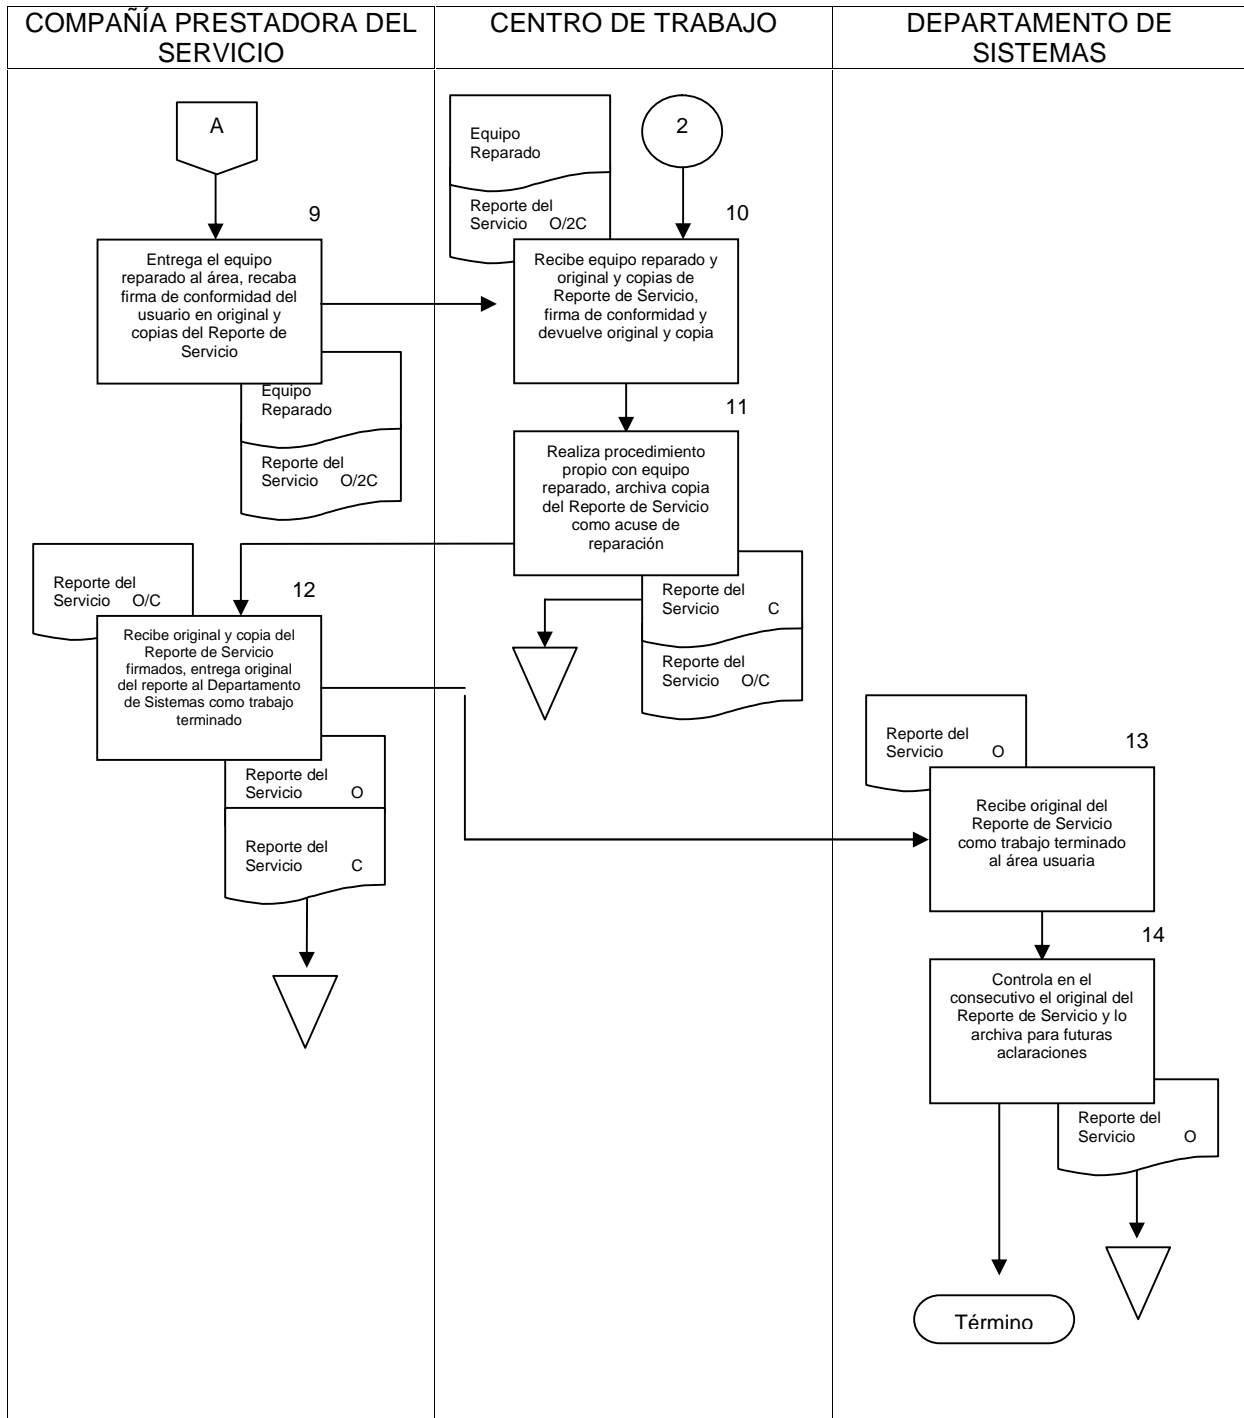 COMPAÑÍA PRESTADORA DEL
SERVICIO
CENTRO DE TRABAJO
DEPARTAMENTO DE
SISTEMAS
A
9
Entrega el equipo
reparado al área, recaba
firma de conformidad del
usuario en original y
copias del Reporte de
Servicio
Equipo
Reparado
Reporte del
Servicio O/2C
Equipo
Reparado
Reporte del
Servicio O/2C
2
10
Recibe equipo reparado y
original y copias de
Reporte de Servicio,
firma de conformidad y
devuelve original y copia
11
Realiza procedimiento
propio con equipo
reparado, archiva copia
del Reporte de Servicio
como acuse de
reparación
Reporte del
Servicio C
Reporte del
Servicio O/C
Reporte del
Servicio O/C
12
Recibe original y copia del
Reporte de Servicio
firmados, entrega original
del reporte al Departamento
de Sistemas como trabajo
terminado
Reporte del
Servicio O
Reporte del
Servicio C
Reporte del
Servicio O
13
Recibe original del
Reporte de Servicio
como trabajo terminado
al área usuaria
14
Controla en el
consecutivo el original del
Reporte de Servicio y lo
archiva para futuras
aclaraciones
Reporte del
Servicio O
Término